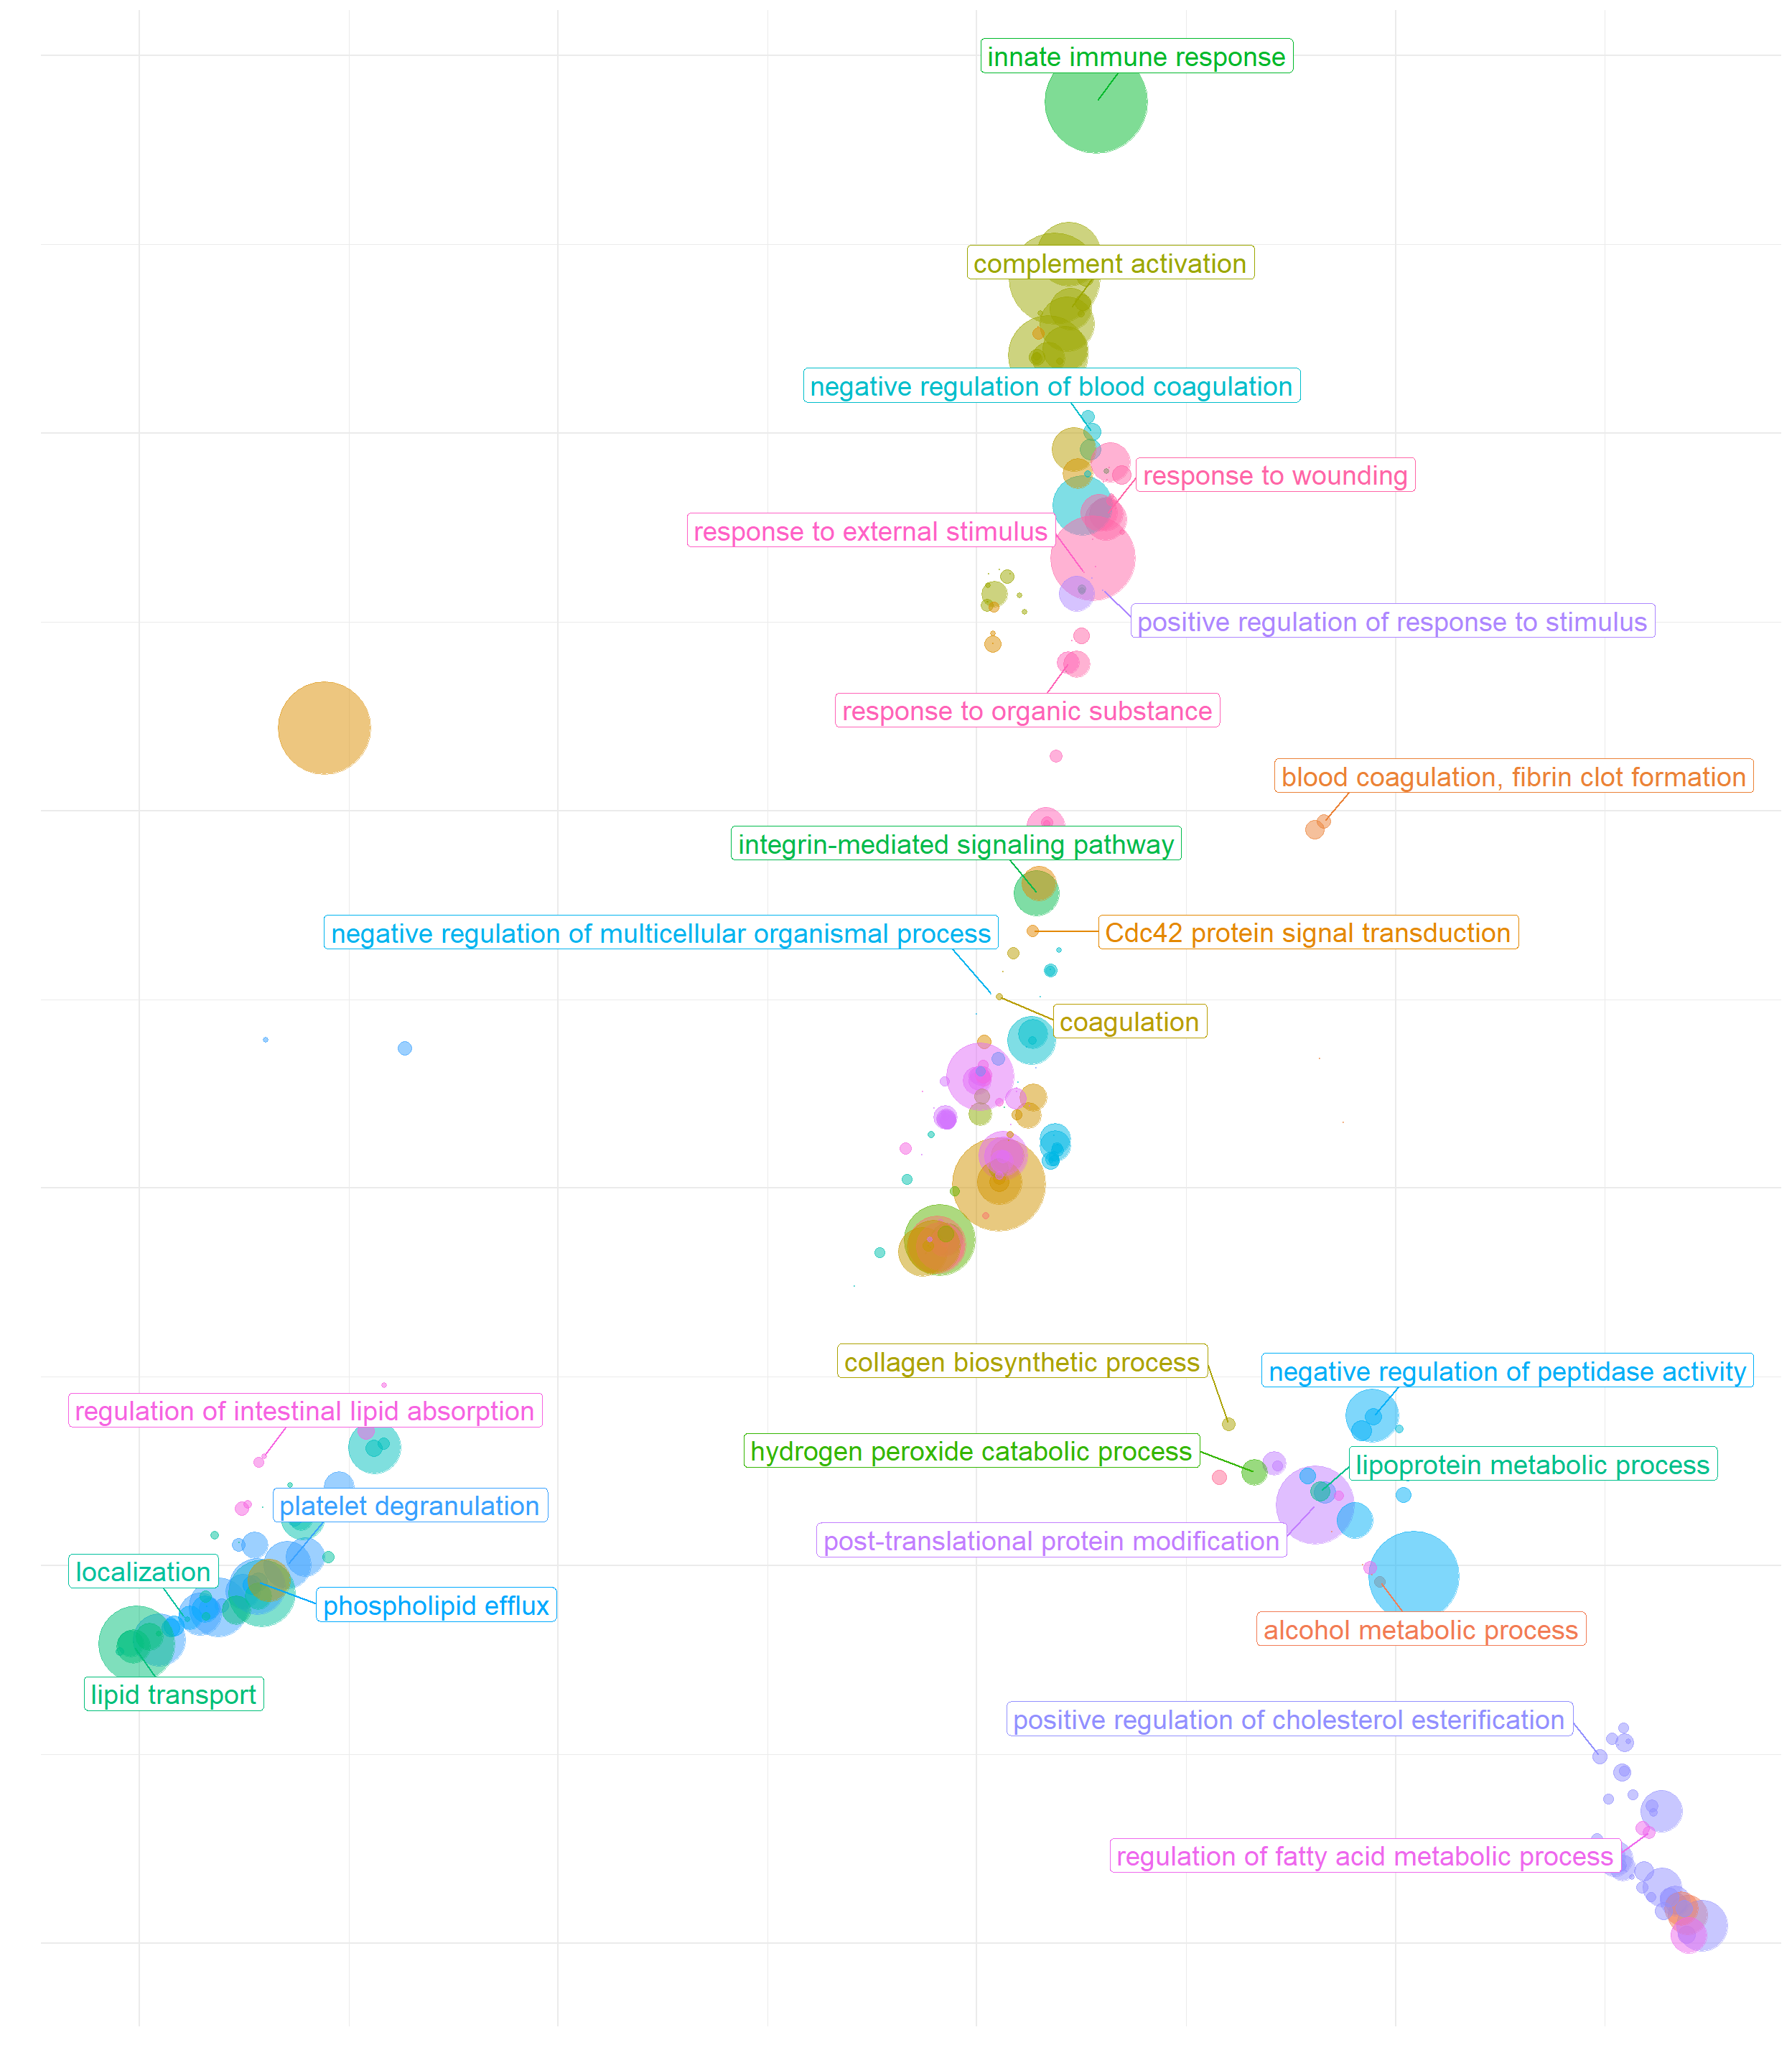 innate immune response
complement activation
negative regulation of blood coagulation
response to wounding
response to external stimulus
positive regulation of response to stimulus
response to organic substance
blood coagulation, fibrin clot formation
integrin-mediated signaling pathway
negative regulation of multicellular organismal process
Cdc42 protein signal transduction
coagulation
collagen biosynthetic process
negative regulation of peptidase activity
regulation of intestinal lipid absorption
hydrogen peroxide catabolic process
lipoprotein metabolic process
platelet degranulation
post-translational protein modification
localization
phospholipid efflux
alcohol metabolic process
lipid transport
positive regulation of cholesterol esterification
regulation of fatty acid metabolic process